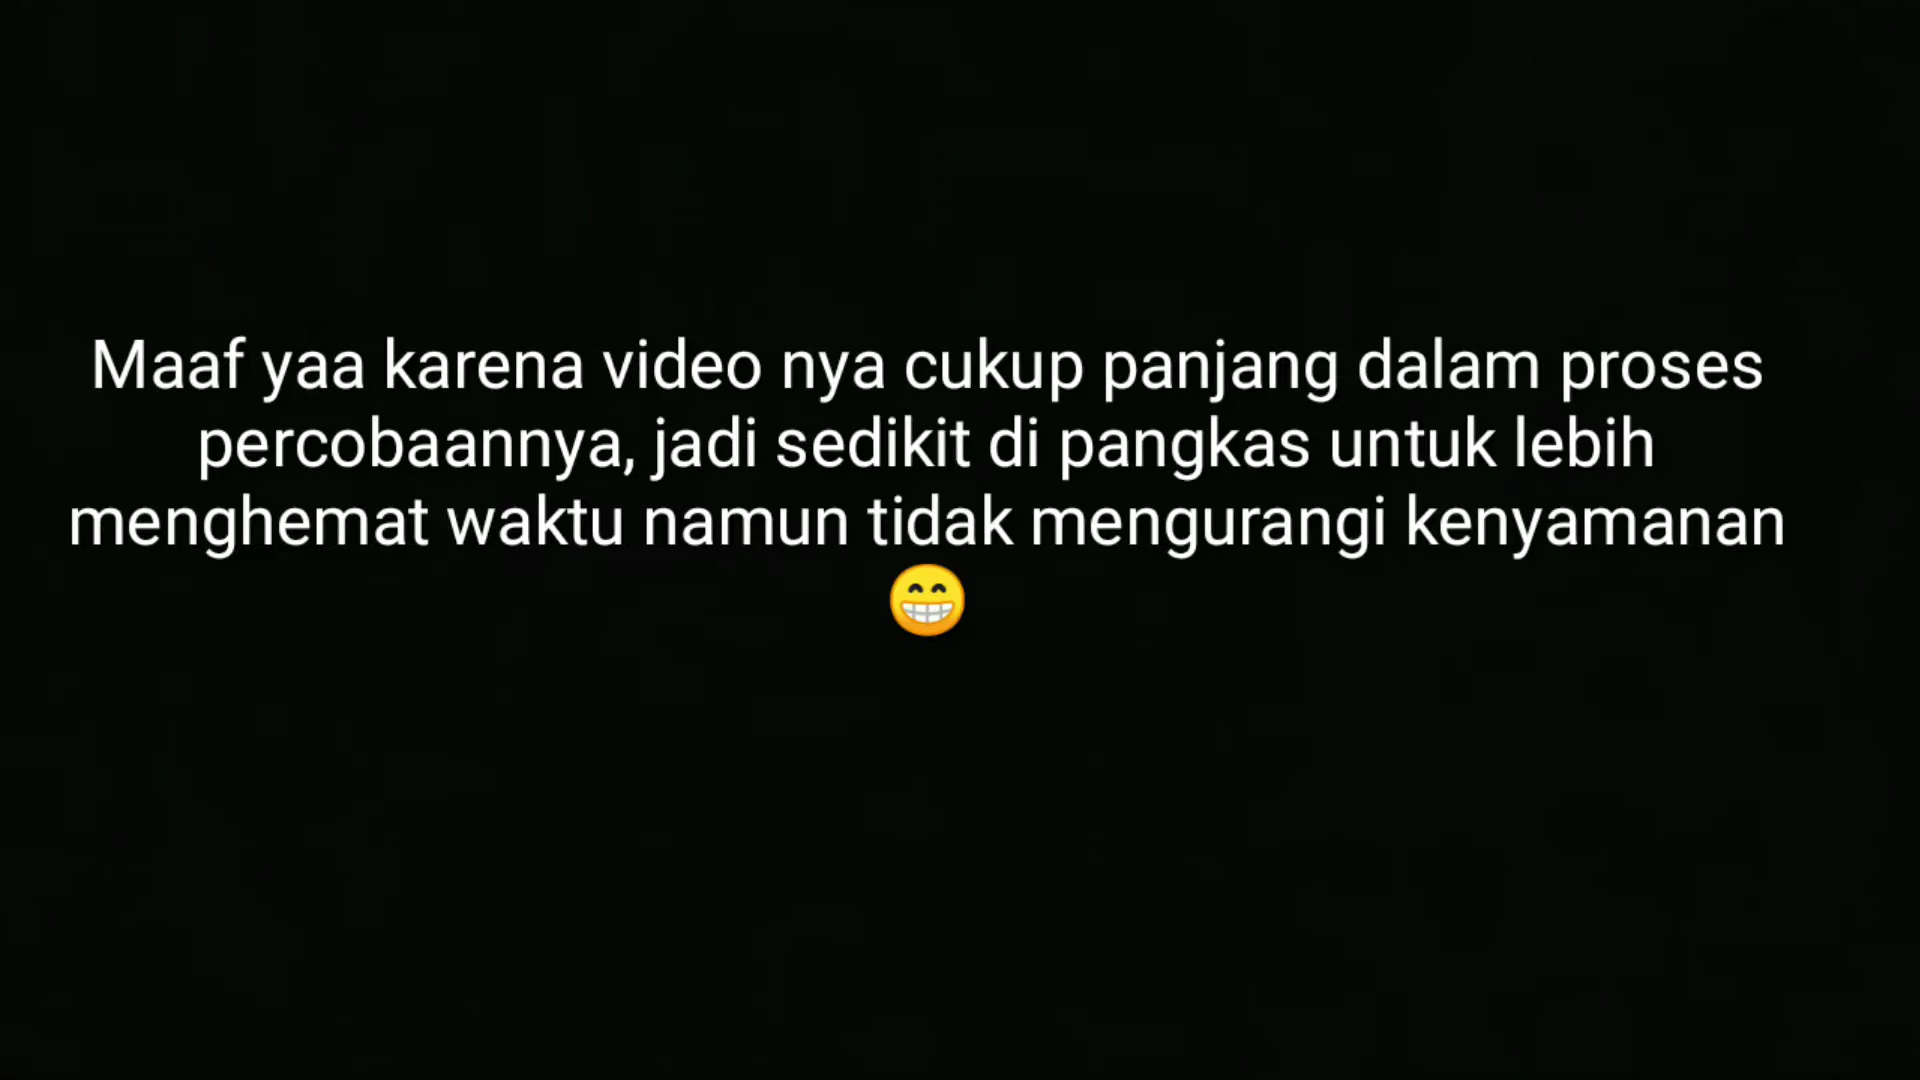 Maaf yaa karena video nya cukup panjang dalam proses
percobaannya, jadi sedikit di pangkas untuk lebih
menghemat waktu namun tidak mengurangi kenyamanan
😁